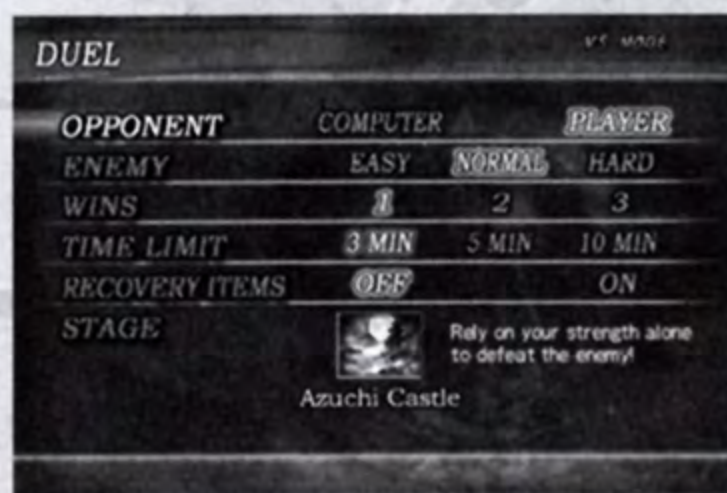 DUEL
VS MODE
OPPONENT COMPUTER PLAYER
ENEMY EASY NORMAL HARD
WINS 1 2 3
TIME LIMIT 3 MIN 5 MIN 10 MIN
RECOVERY ITEMS OFF ON
STAGE
Rely on your strength alone
to defeat the enemy!
Azuchi Castle